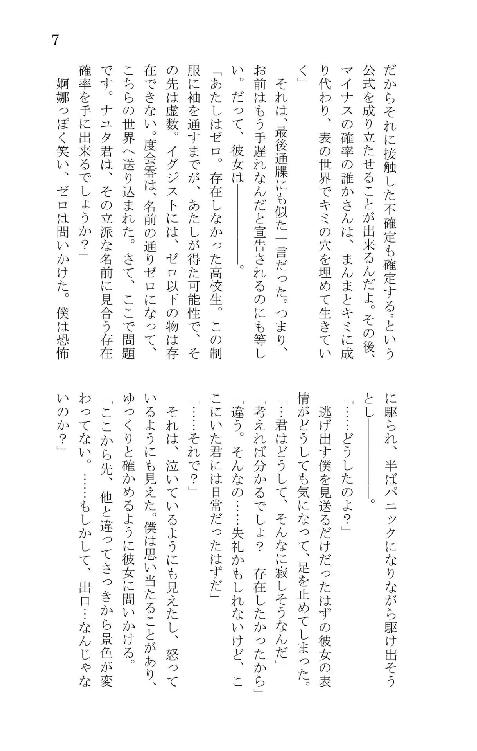 7
だからそれに接触した不確定も確定する。という
公式を成り立たせることが出来るんだよ。その後、
マイナスの確率の誰かさんは、まんまとキミに成
り代わり、表の世界でキミの穴を埋めて生きてい
く」
それは、最後通牒にも似た一言だった。つまり、
お前はもう手遅れなんだと宣告されるのにも等し
い。だって、彼女は――――――。
「あたしはゼロ。存在しなかった高校生。この制
服に袖を通すまでが、あたしが得た可能性で、そ
の先は虚数。イグジストには、ゼロ以下の物は存
在できない。度会零は、名前の通りゼロになって、
こちらの世界へ送り込まれた。さて、ここで問題
です。ナユタ君は、その立派な名前に見合う存在
確率を手に出来るでしょうか?」
婀娜っぽく笑い、ゼロは問いかけた。僕は恐怖
に駆られ、半ばパニックになりながら駆け出そう
とし――――――。
「……どうしたのよ?」
逃げ出す僕を見送るだけだったはずの彼女の表
情がどうしても気になって、足を止めてしまった。
「…君はどうして、そんなに寂しそうなんだ」
「考えれば分かるでしょ? 存在したかったから」
「違う。そんなの……失礼かもしれないけど、こ
こにいた君には日常だったはずだ」
「……それで?」
それは、泣いているようにも見えたし、怒って
いるようにも見えた。僕は思い当たることがあり、
ゆっくりと確かめるように彼女に問いかける。
「ここから先、他と違ってさっきから景色が変
わってない。……もしかして、出口…なんじゃな
いのか?」